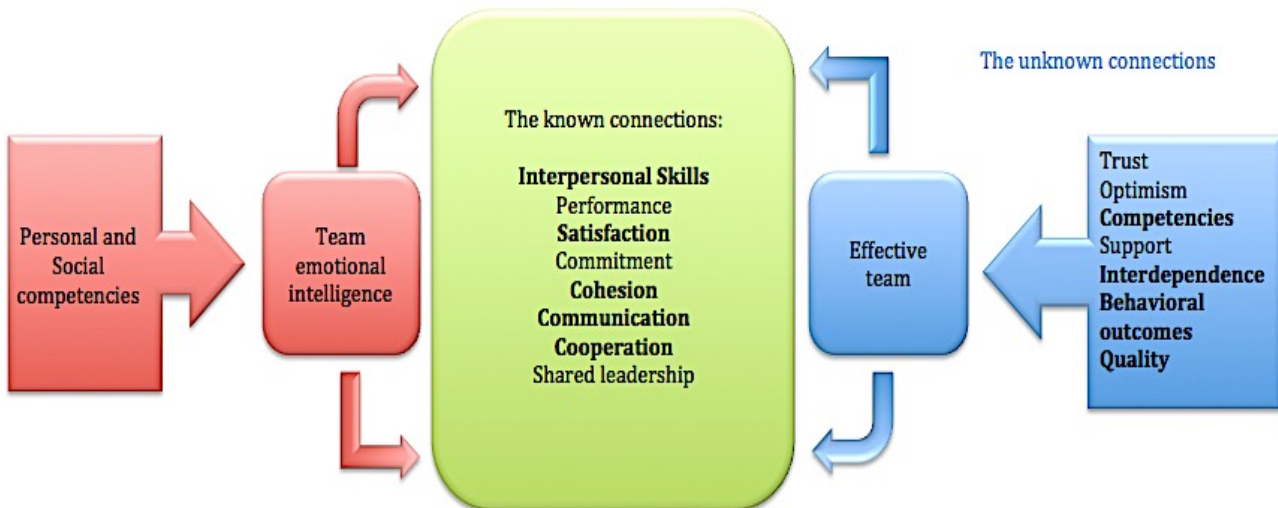 Personal and
Social
competencies
Team
emotional
intelligence
The known connections:
Interpersonal Skills
Performance
Satisfaction
Commitment
Cohesion
Communication
Cooperation
Shared leadership
Effective
team
The unknown connections
Trust
Optimism
Competencies
Support
Interdependence
Behavioral
outcomes
Quality